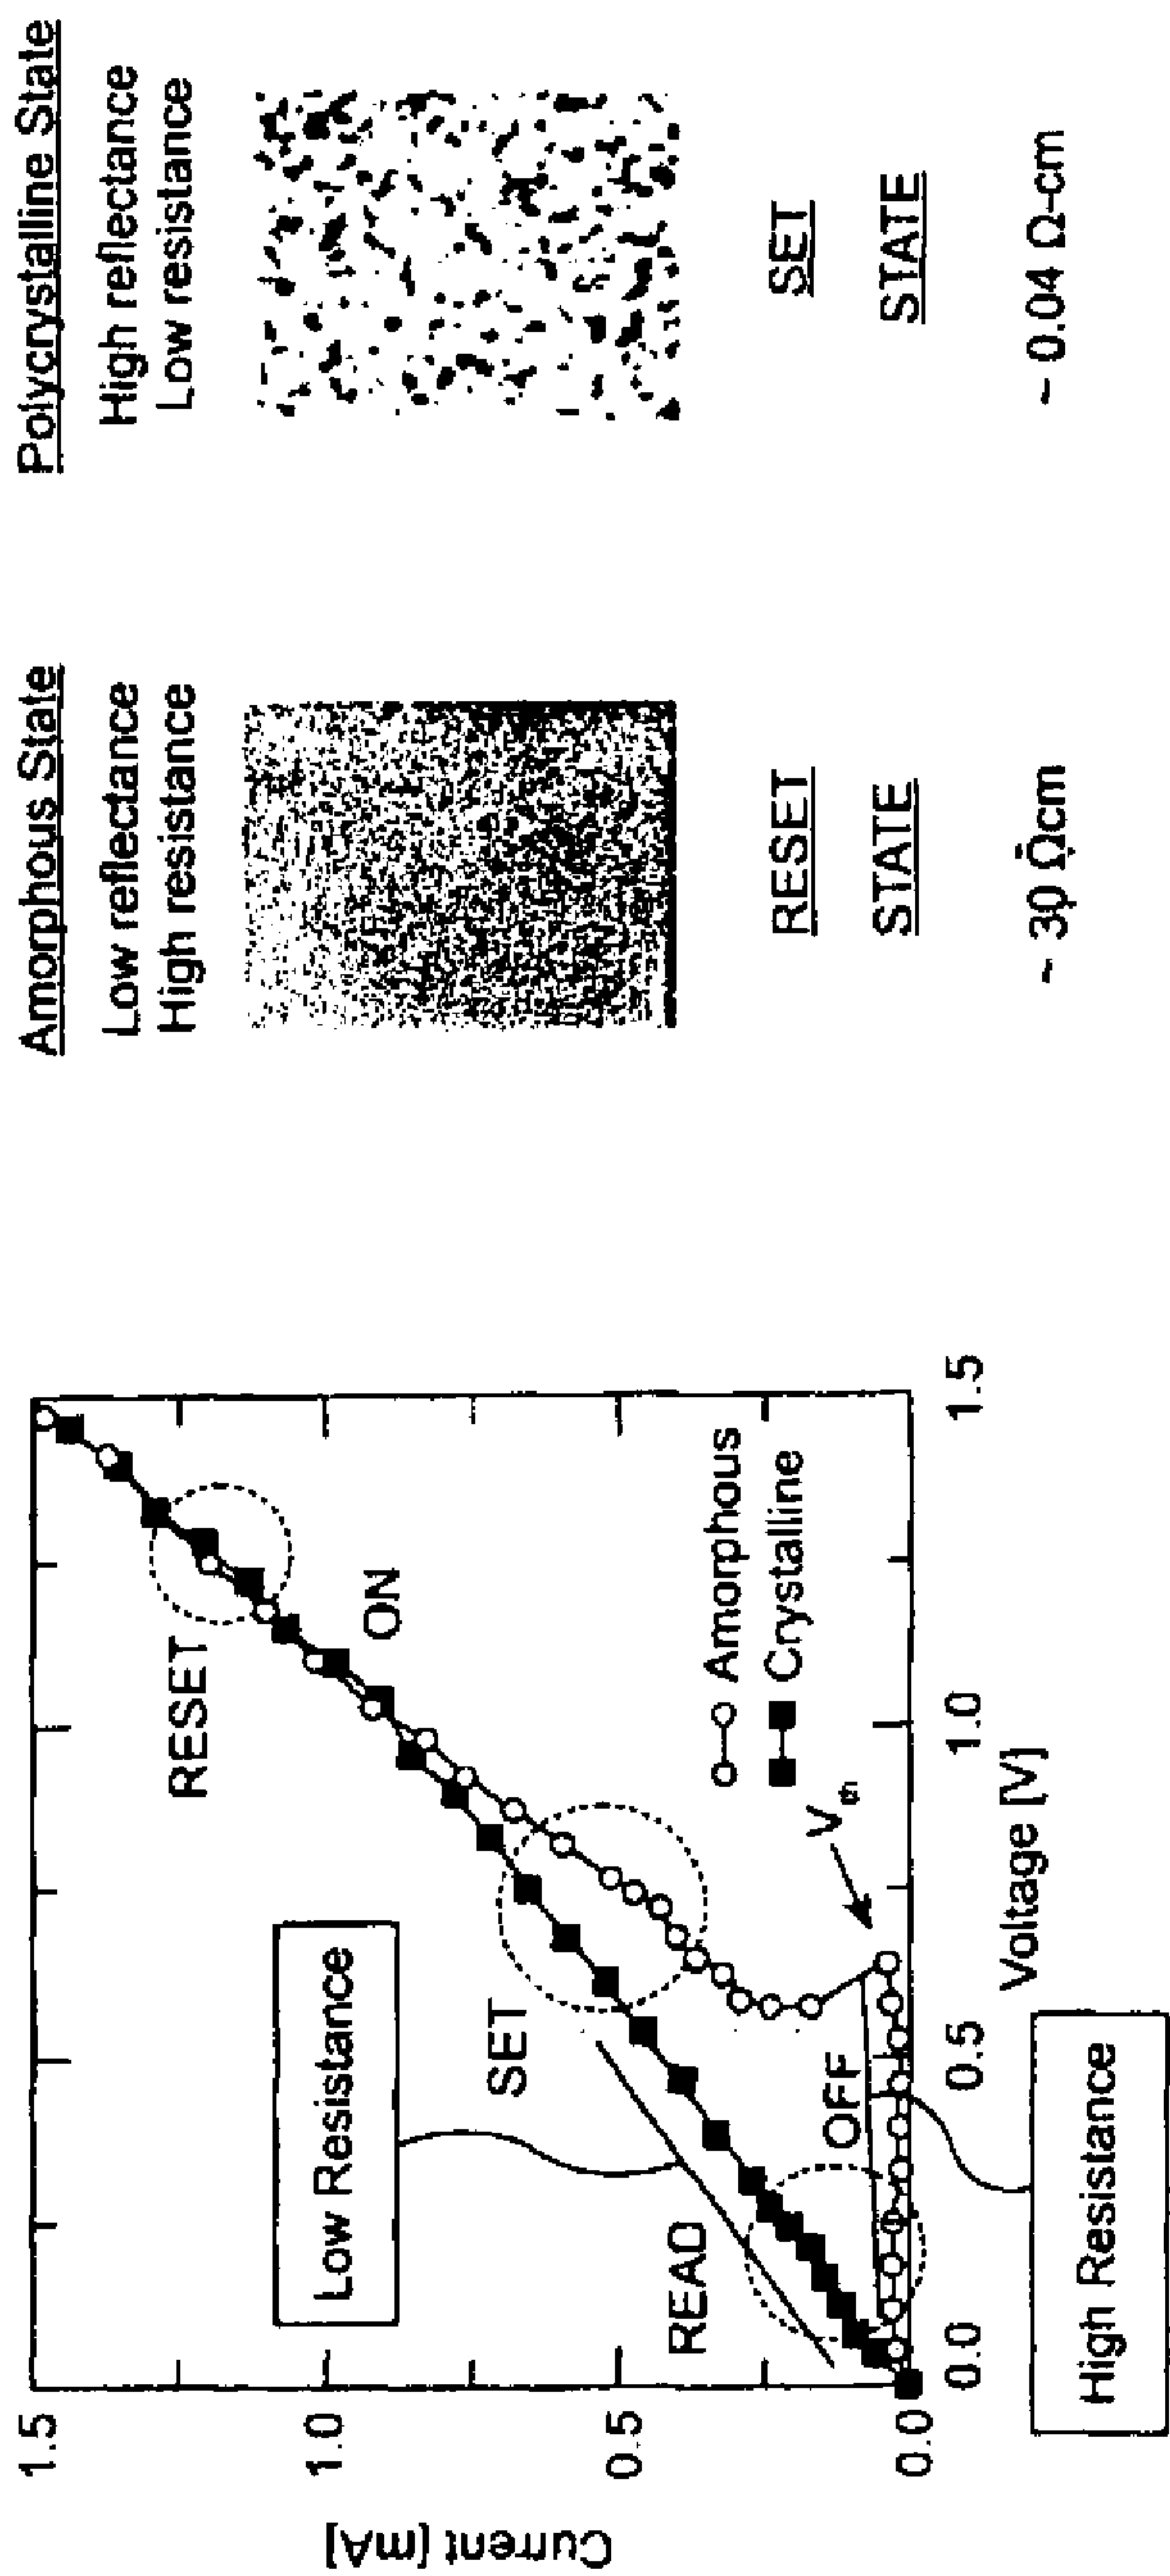 Current [mA]
1.5
1.0
0.5
0.0
0.0
0.5
1.0
1.5
Voltage [V]
RESET
ON
Low Resistance
SET
READ
OFF
Vth
Amorphous
Crystalline
High Resistance
Amorphous State
Low reflectance
High resistance
RESET
STATE
~ 30 Ωcm
Polycrystalline State
High reflectance
Low resistance
SET
STATE
~ 0.04 Ω-cm